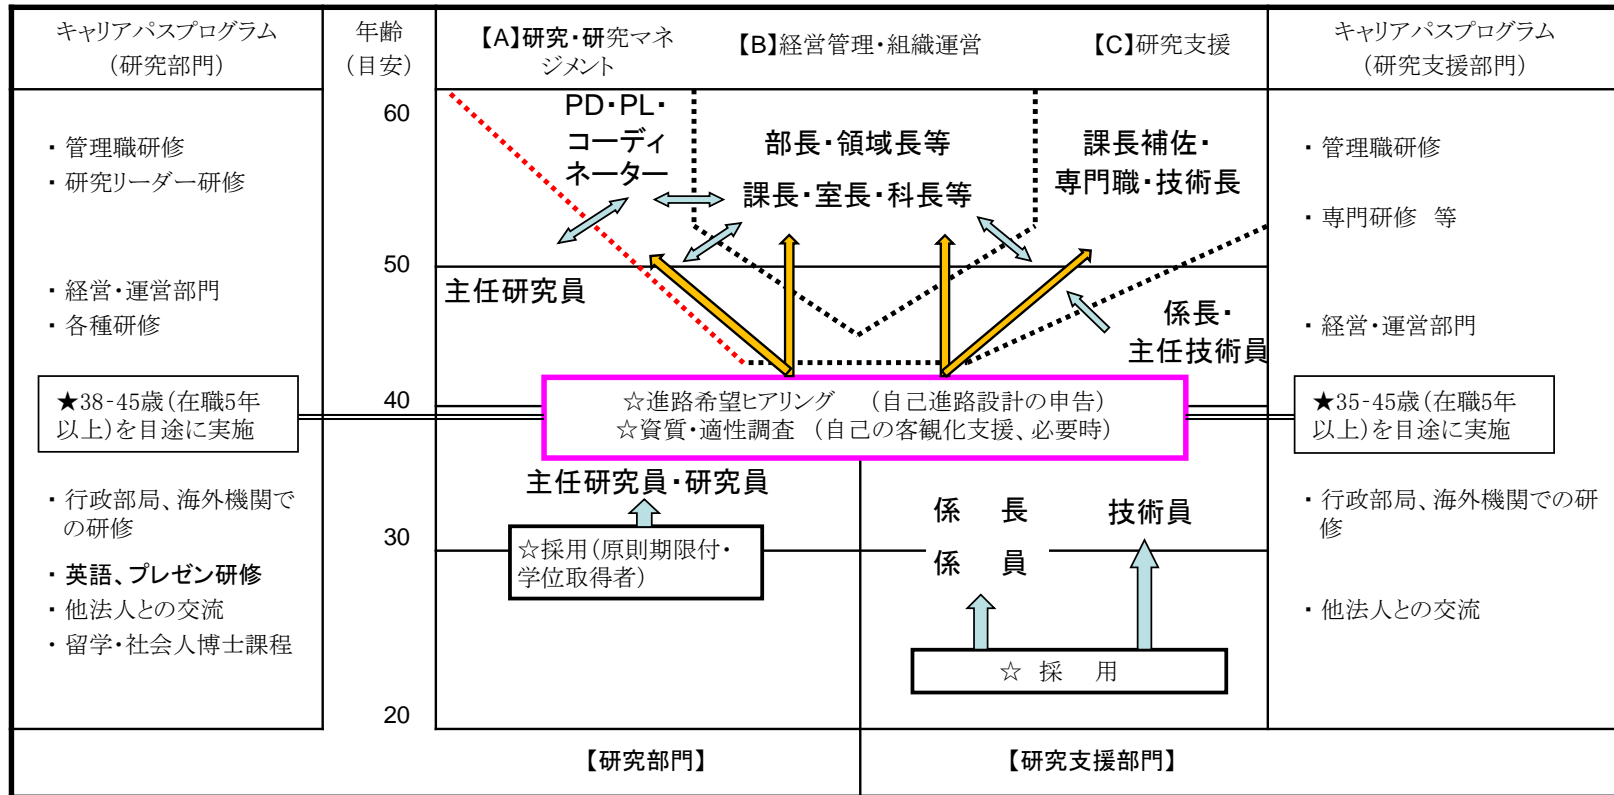 キャリアパスプログラム
(研究部門)
年齢
(目安)
【A】研究・研究マネ
ジメント
【B】経営管理・組織運営
【C】研究支援
キャリアパスプログラム
(研究支援部門)
・管理職研修
・研究リーダー研修
・経営・運営部門
・各種研修
★38-45歳(在職5年
以上)を目途に実施
・行政部局、海外機関で
の研修
・英語、プレゼン研修
・他法人との交流
・留学・社会人博士課程
60
50
40
30
20
PD・PL・
コーディ
ネーター
部長・領域長等
課長・室長・科長等
課長補佐・
専門職・技術長
主任研究員
係長・
主任技術員
☆進路希望ヒアリング (自己進路設計の申告)
☆資質・適性調査 (自己の客観化支援、必要時)
主任研究員・研究員
☆採用(原則期限付・
学位取得者)
係 長
係 員
技術員
☆ 採 用
・管理職研修
・専門研修 等
・経営・運営部門
★35-45歳(在職5年
以上)を目途に実施
・行政部局、海外機関での研
修
・他法人との交流
【研究部門】
【研究支援部門】